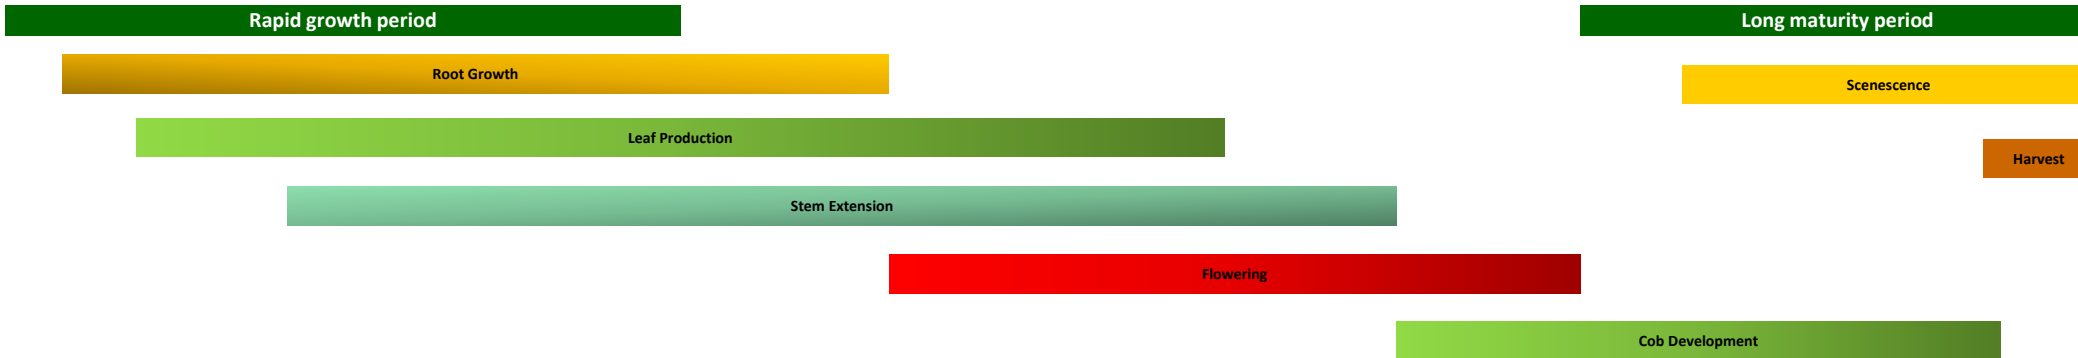 Rapid growth period
Long maturity period
Root Growth
Scenescence
Leaf Production
Harvest
Stem Extension
Flowering
Cob Development